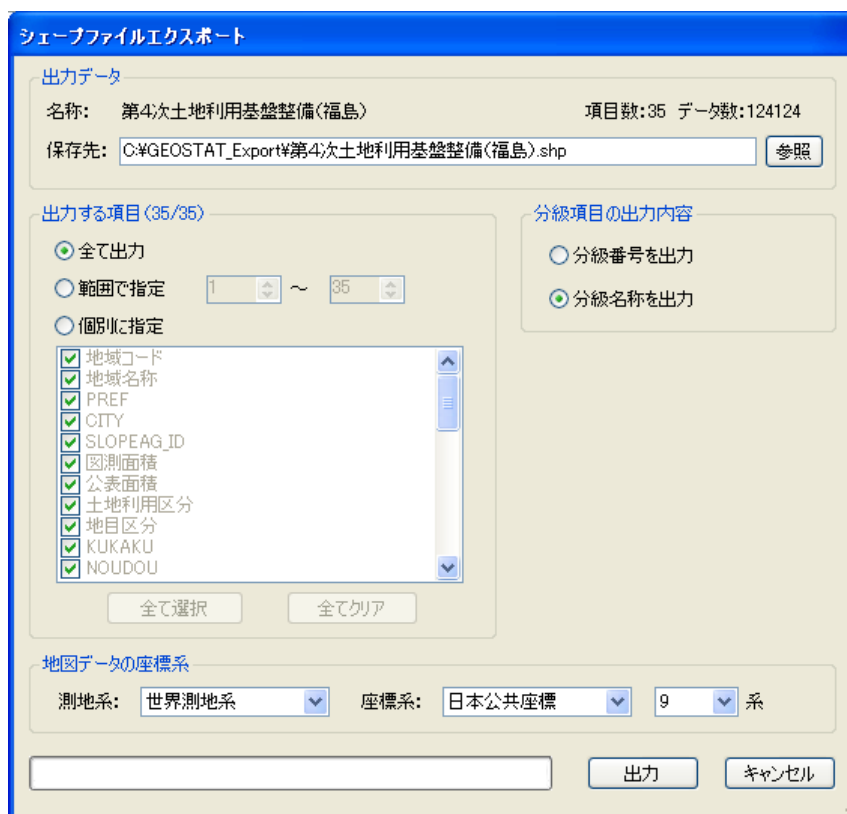 シェープファイルエクスポート
出力データ
名称: 第4次土地利用基盤整備(福島) 項目数:35 データ数:124124
保存先: C:¥GEOSTAT_Export¥第4次土地利用基盤整備(福島).shp 参照
出力する項目(35/35)
全て出力
範囲で指定 1 ～ 35
個別に指定
地域コード
地域名称
PREF
CITY
SLOPEAG_ID
図測面積
公表面積
土地利用区分
地目区分
KUKAKU
NOUDOU
全て選択 全てクリア
分級項目の出力内容
分級番号を出力
分級名称を出力
地図データの座標系
測地系: 世界測地系 座標系: 日本公共座標 9 系
出力 キャンセル